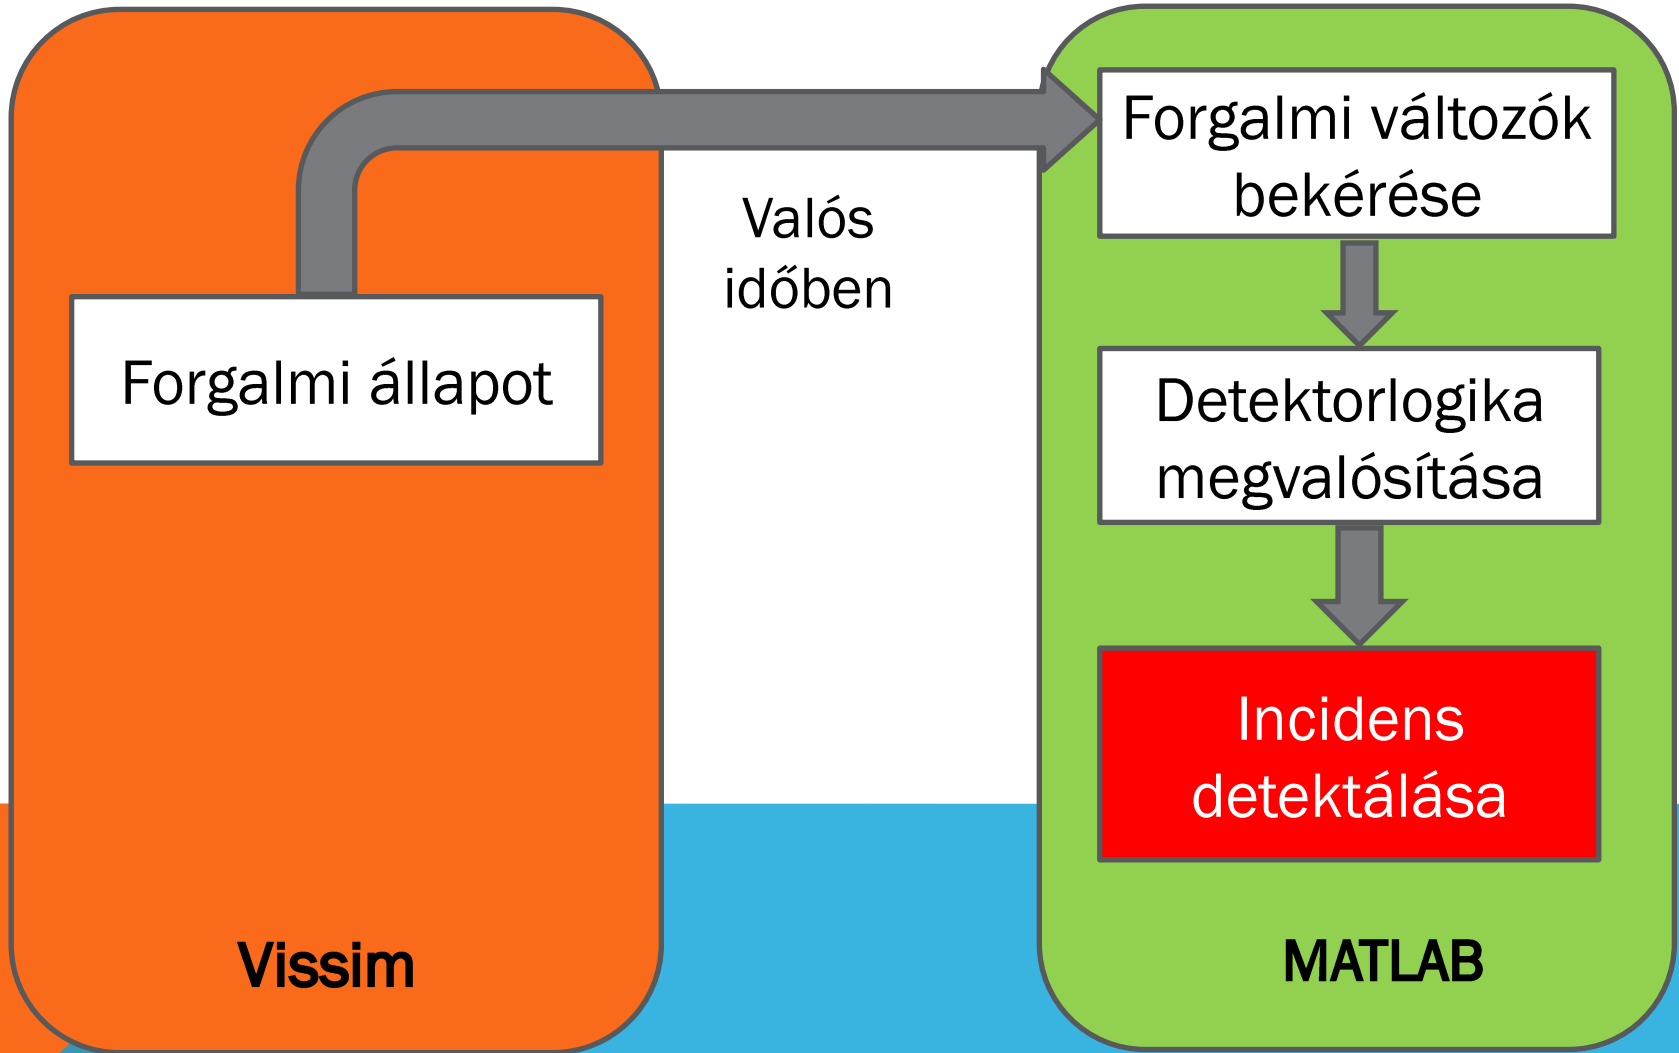 Forgalmi állapot
Vissim
Valós
időben
Forgalmi változók
bekérése
Detektorlogika
megvalósítása
Incidens
detektálása
MATLAB